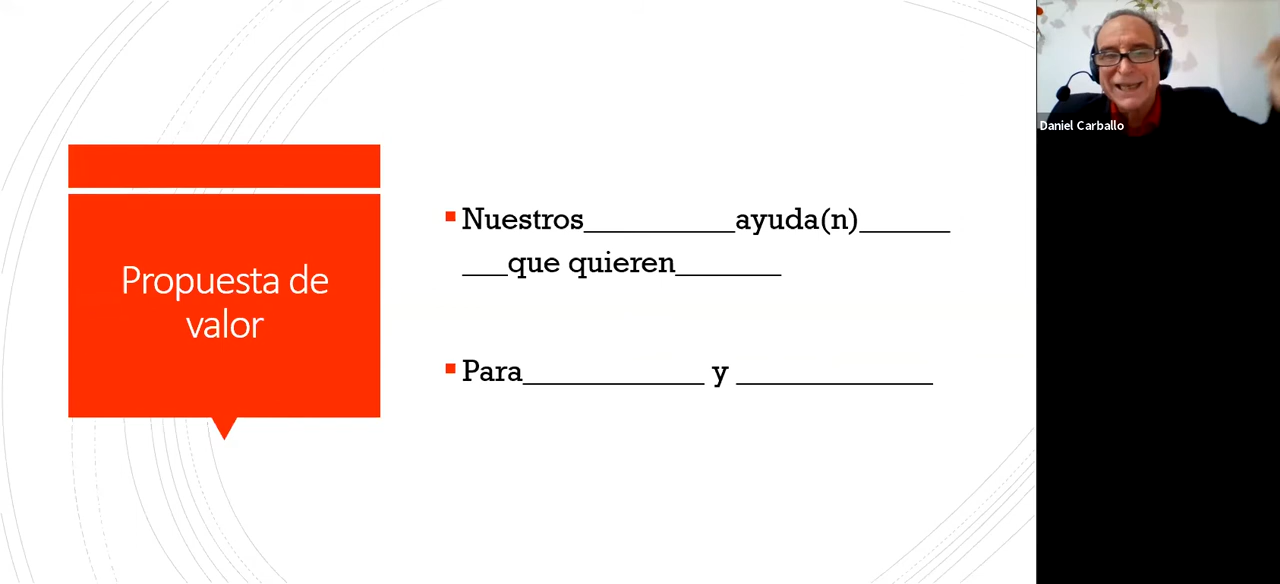 Propuesta de
valor
Nuestros__________ayuda(n)______
___que quieren_______
Para____________ y _____________
Daniel Carballo